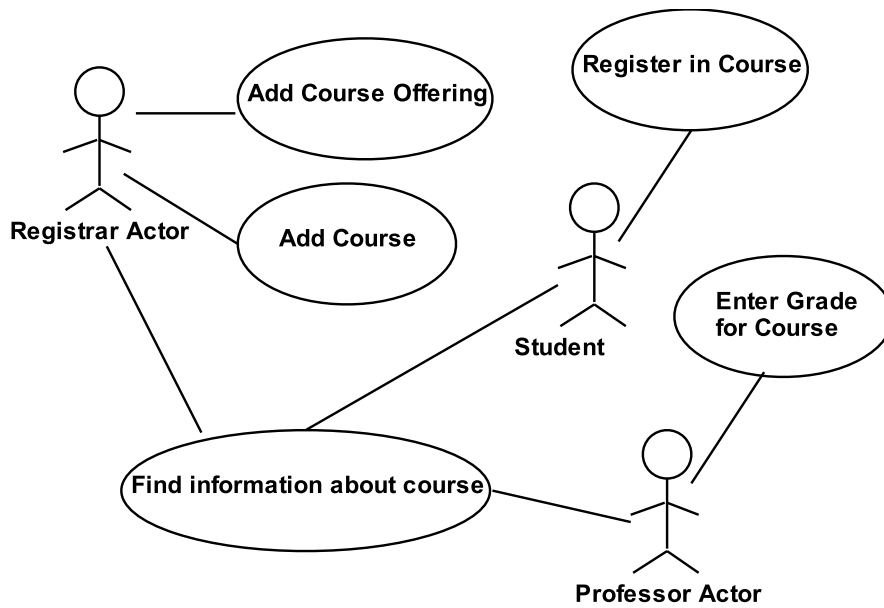 Register in Course
Add Course Offering
Registrar Actor
Add Course
Enter Grade
for Course
Student
Find information about course
Professor Actor